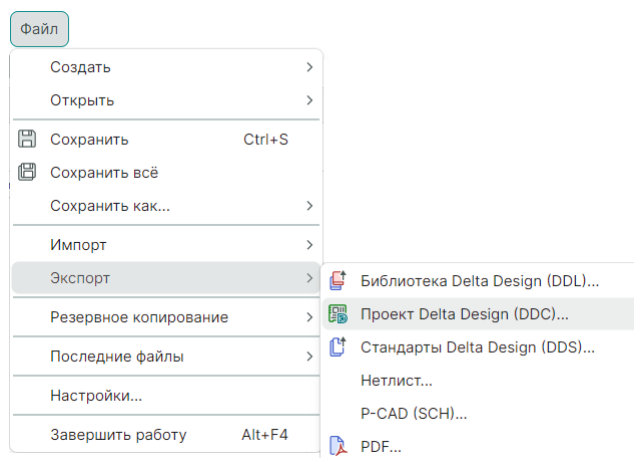 Файл
Создать
Открыть
Сохранить Ctrl+S
Сохранить всё
Сохранить как...
Импорт
Экспорт
Резервное копирование
Последние файлы
Настройки...
Завершить работу Alt+F4
Библиотека Delta Design (DDL)...
Проект Delta Design (DDC)...
Стандарты Delta Design (DDS)...
Нетлист...
P-CAD (SCH)...
PDF...